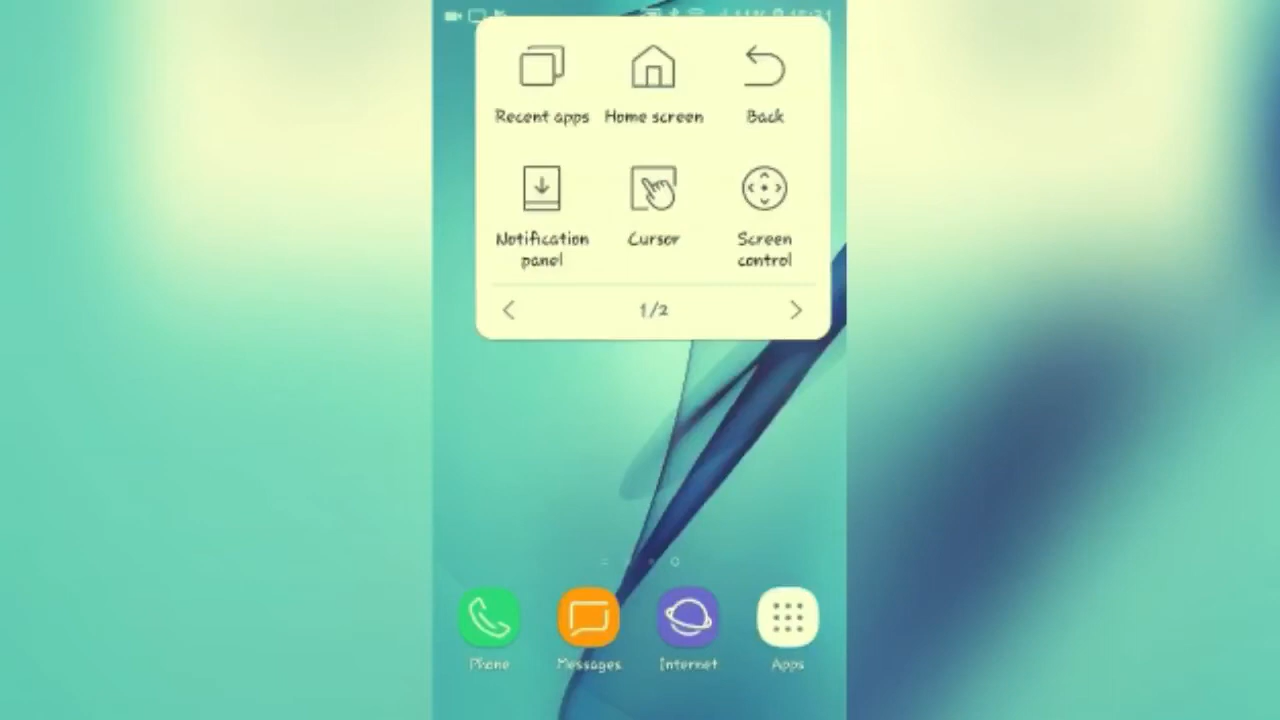 Recent apps Home screen Back
Notification panel Cursor Screen control
1/2
Phone Messages Internet Apps